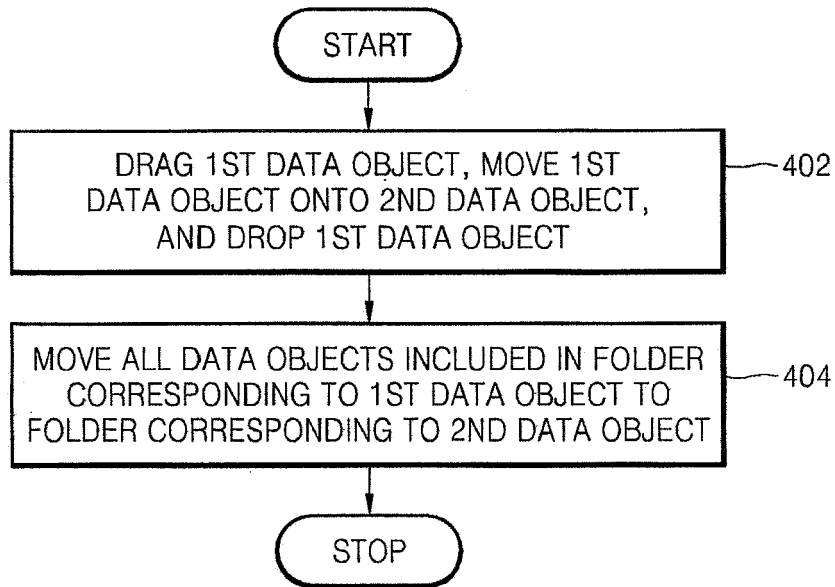 START
DRAG 1ST DATA OBJECT, MOVE 1ST
DATA OBJECT ONTO 2ND DATA OBJECT,
AND DROP 1ST DATA OBJECT
402
MOVE ALL DATA OBJECTS INCLUDED IN FOLDER
CORRESPONDING TO 1ST DATA OBJECT TO
FOLDER CORRESPONDING TO 2ND DATA OBJECT
404
STOP